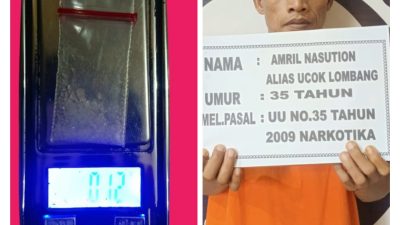 0.12
NAMA : AMRIL NASUTION
ALIAS UCOK LOMBANG
UMUR : 35 TAHUN
MEL.PASAL : UU NO.35 TAHUN
2009 NARKOTIKA